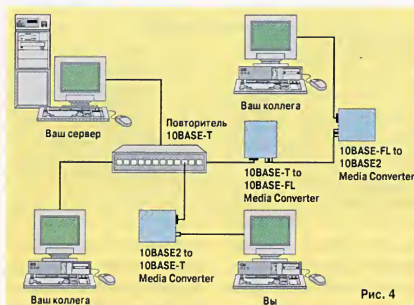 Ваш сервер
Ваш коллега
Повторитель
10BASE-T
10BASE-T to
10BASE-FL
Media Converter
10BASE-FL to
10BASE2
Media Converter
10BASE2 to
10BASE-T
Media Converter
Ваш коллега
Вы
Рис. 4